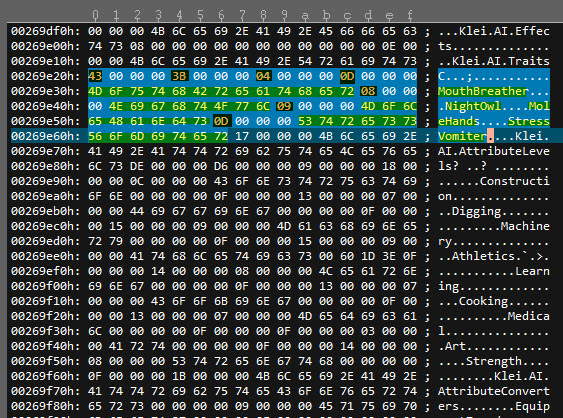 0 1 2 3 4 5 6 7 8 9 a b c d e f
00269df0h: 00 00 00 4B 6C 65 69 2E 41 49 2E 45 66 66 65 63 ; ...Klei.AI.Effec
00269e00h: 74 73 08 00 00 00 00 00 00 00 00 00 00 00 0E 00 ; ts..............
00269e10h: 00 00 4B 6C 65 69 2E 41 49 2E 54 72 61 69 74 73 ; ..Klei.AI.Traits
00269e20h: 43 00 00 00 3B 00 00 00 04 00 00 00 0D 00 00 00 ; C...;...........
00269e30h: 4D 6F 75 74 68 42 72 65 61 74 68 65 72 08 00 00 ; MouthBreather...
00269e40h: 00 4E 69 67 68 74 4F 77 6C 09 00 00 00 4D 6F 6C ; .NightOwl....Mol
00269e50h: 65 48 61 6E 64 73 0D 00 00 00 53 74 72 65 73 73 ; eHands....Stress
00269e60h: 56 6F 6D 69 74 65 72 17 00 00 00 4B 6C 65 69 2E ; Vomiter....Klei.
00269e70h: 41 49 2E 41 74 74 72 69 62 75 74 65 4C 65 76 65 ; AI.AttributeLeve
00269e80h: 6C 73 DE 00 00 00 D6 00 00 00 09 00 00 00 18 00 ; ls? ..? ........
00269e90h: 00 00 0C 00 00 00 43 6F 6E 73 74 72 75 63 74 69 ; ......Constructi
00269ea0h: 6F 6E 00 00 00 00 0F 00 00 00 13 00 00 00 07 00 ; on..............
00269eb0h: 00 00 44 69 67 67 69 6E 67 00 00 00 00 0F 00 00 ; ..Digging.......
00269ec0h: 00 15 00 00 00 09 00 00 00 4D 61 63 68 69 6E 65 ; .........Machine
00269ed0h: 72 79 00 00 00 00 0F 00 00 00 15 00 00 00 09 00 ; ry..............
00269ee0h: 00 00 41 74 68 6C 65 74 69 63 73 00 60 1D 3E 0F ; ..Athletics.`.>.
00269ef0h: 00 00 00 14 00 00 00 08 00 00 00 4C 65 61 72 6E ; ...........Learn
00269f00h: 69 6E 67 00 00 00 00 0F 00 00 00 13 00 00 00 07 ; ing.............
00269f10h: 00 00 00 43 6F 6F 6B 69 6E 67 00 00 00 00 0F 00 ; ...Cooking......
00269f20h: 00 00 13 00 00 00 07 00 00 00 4D 65 64 69 63 61 ; ..........Medica
00269f30h: 6C 00 00 00 00 0F 00 00 00 0F 00 00 00 03 00 00 ; l...............
00269f40h: 00 41 72 74 00 00 00 00 0F 00 00 00 14 00 00 00 ; .Art............
00269f50h: 08 00 00 00 53 74 72 65 6E 67 74 68 00 00 00 00 ; ....Strength....
00269f60h: 0F 00 00 00 1B 00 00 00 4B 6C 65 69 2E 41 49 2E ; ........Klei.AI.
00269f70h: 41 74 74 72 69 62 75 74 65 43 6F 6E 76 65 72 74 ; AttributeConvert
00269f80h: 65 72 73 00 00 00 00 09 00 00 00 45 71 75 69 70 ; ers........Equip